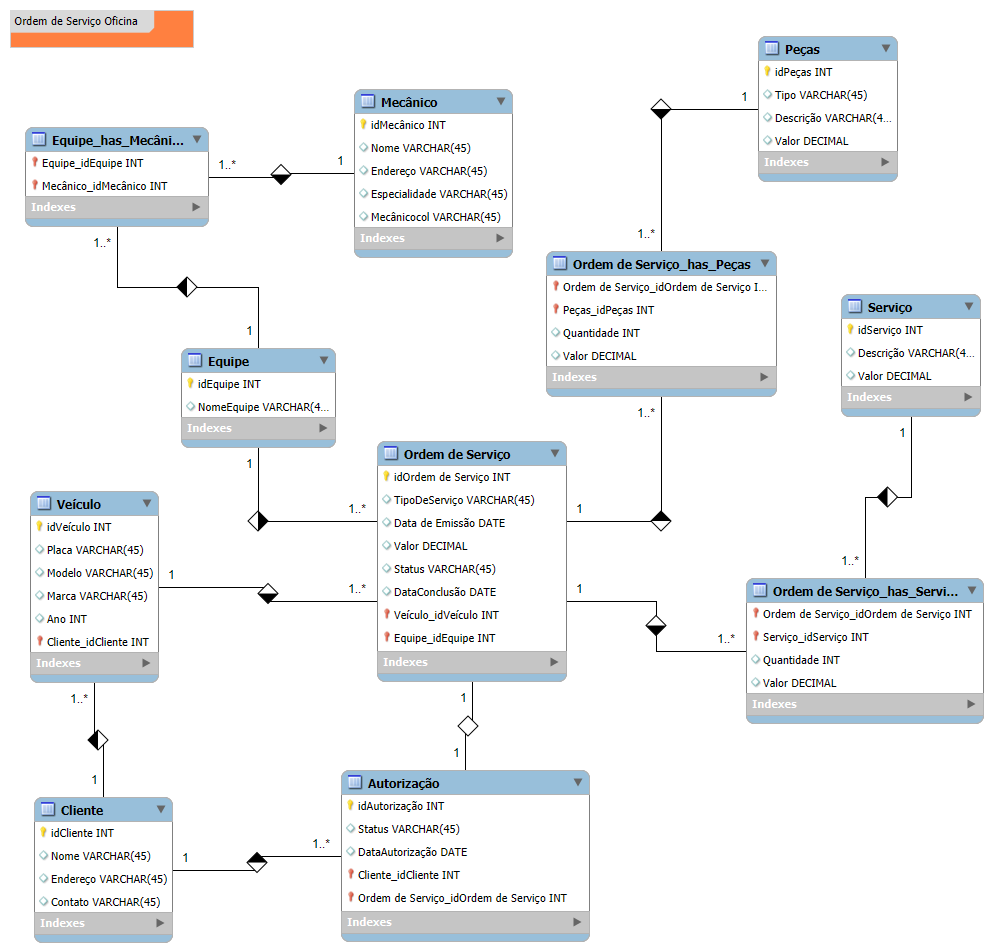 Ordem de Serviço Oficina
Peças
idPeças INT
Tipo VARCHAR(45)
Descrição VARCHAR(4...
Valor DECIMAL
Indexes
1
1..*
Mecânico
idMecânico INT
Nome VARCHAR(45)
Endereço VARCHAR(45)
Especialidade VARCHAR(45)
Mecânicocol VARCHAR(45)
Indexes
Equipe_has_Mecâni...
Equipe_idEquipe INT
Mecânico_idMecânico INT
Indexes
1..*
1
1..*
1
Ordem de Serviço_has_Peças
Ordem de Serviço_idOrdem de Serviço I...
Peças_idPeças INT
Quantidade INT
Valor DECIMAL
Indexes
1..*
1
Serviço
idServiço INT
Descrição VARCHAR(4...
Valor DECIMAL
Indexes
1
1..*
Equipe
idEquipe INT
NomeEquipe VARCHAR(4...
Indexes
1
1..*
Ordem de Serviço
idOrdem de Serviço INT
TipoDeServiço VARCHAR(45)
Data de Emissão DATE
Valor DECIMAL
Status VARCHAR(45)
DataConclusão DATE
Veículo_idVeículo INT
Equipe_idEquipe INT
Indexes
Veículo
idVeículo INT
Placa VARCHAR(45)
Modelo VARCHAR(45)
Marca VARCHAR(45)
Ano INT
Cliente_idCliente INT
Indexes
1
1..*
1
1..*
Ordem de Serviço_has_Servi...
Ordem de Serviço_idOrdem de Serviço INT
Serviço_idServiço INT
Quantidade INT
Valor DECIMAL
Indexes
1..*
1
1
1
Cliente
idCliente INT
Nome VARCHAR(45)
Endereço VARCHAR(45)
Contato VARCHAR(45)
Indexes
1
1..*
Autorização
idAutorização INT
Status VARCHAR(45)
DataAutorização DATE
Cliente_idCliente INT
Ordem de Serviço_idOrdem de Serviço INT
Indexes